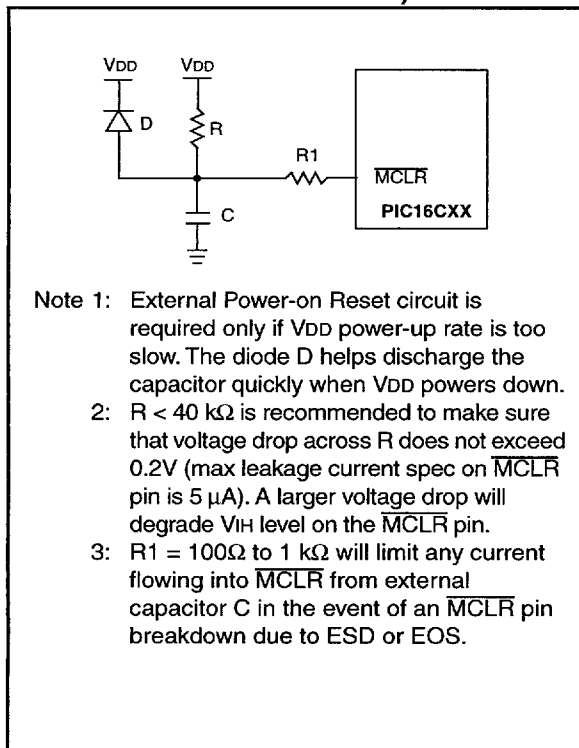 VDD VDD
D
R
R1
MCLR
PIC16CXX
C
Note 1: External Power-on Reset circuit is
required only if VDD power-up rate is too
slow. The diode D helps discharge the
capacitor quickly when VDD powers down.
2: R < 40 kΩ is recommended to make sure
that voltage drop across R does not exceed
0.2V (max leakage current spec on MCLR
pin is 5 μA). A larger voltage drop will
degrade VIH level on the MCLR pin.
3: R1 = 100Ω to 1 kΩ will limit any current
flowing into MCLR from external
capacitor C in the event of an MCLR pin
breakdown due to ESD or EOS.